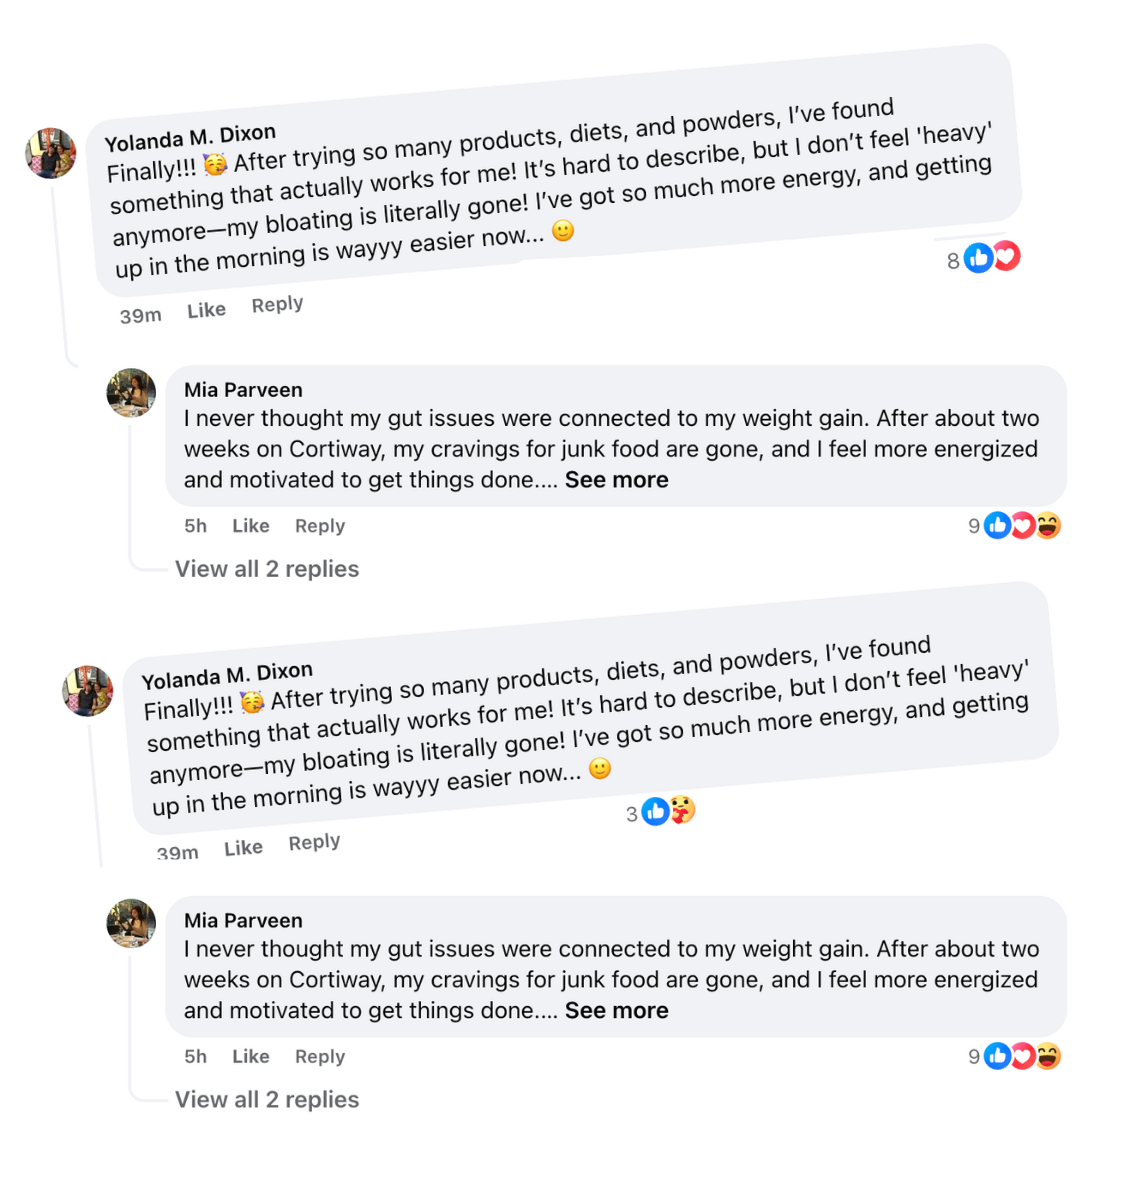 Yolanda M. Dixon
Finally!!! 🥳 After trying so many products, diets, and powders, I’ve found
something that actually works for me! It’s hard to describe, but I don’t feel 'heavy'
anymore—my bloating is literally gone! I’ve got so much more energy, and getting
up in the morning is wayyy easier now... 🙂
8
39m Like Reply
Mia Parveen
I never thought my gut issues were connected to my weight gain. After about two
weeks on Cortiway, my cravings for junk food are gone, and I feel more energized
and motivated to get things done.... See more
5h Like Reply 9
View all 2 replies
Yolanda M. Dixon
Finally!!! 🥳 After trying so many products, diets, and powders, I’ve found
something that actually works for me! It’s hard to describe, but I don’t feel 'heavy'
anymore—my bloating is literally gone! I’ve got so much more energy, and getting
up in the morning is wayyy easier now... 🙂
3
39m Like Reply
Mia Parveen
I never thought my gut issues were connected to my weight gain. After about two
weeks on Cortiway, my cravings for junk food are gone, and I feel more energized
and motivated to get things done.... See more
5h Like Reply 9
View all 2 replies